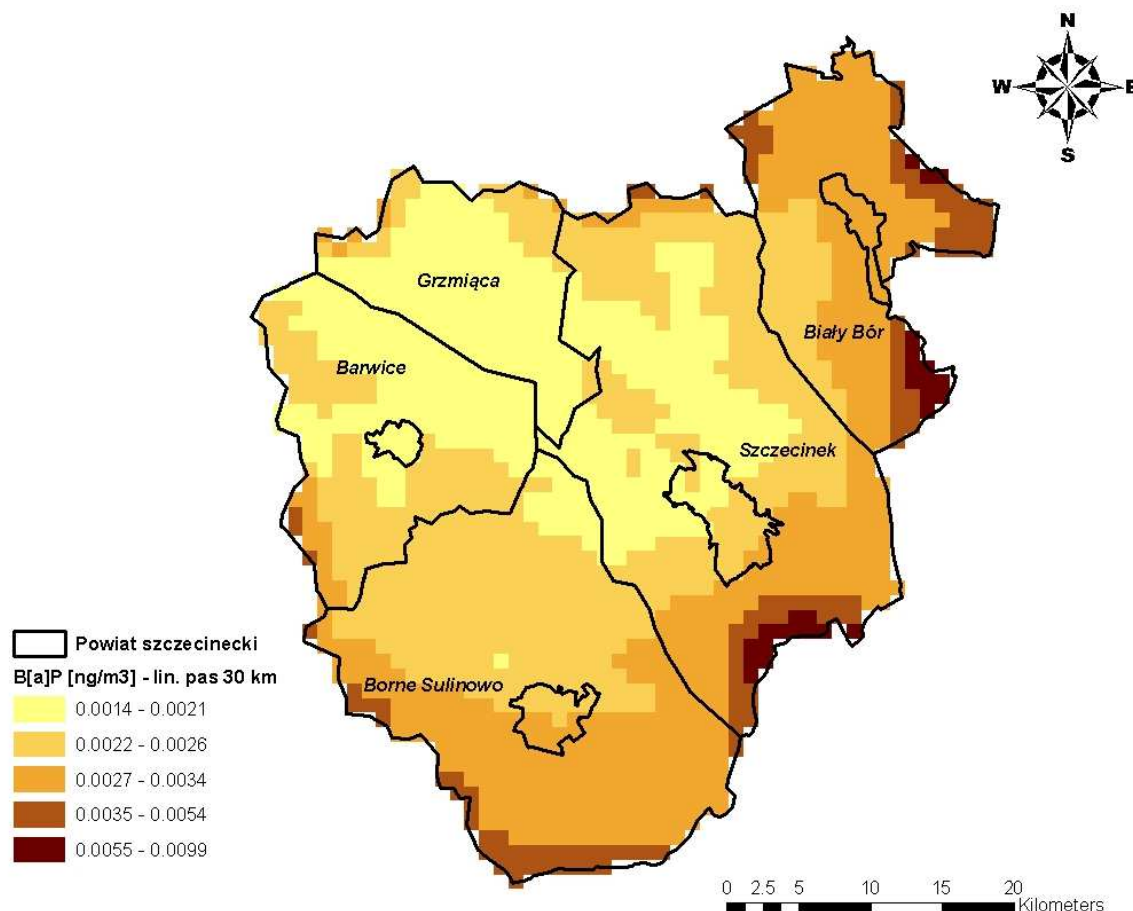 N
W E
S
Grzmiąca
Biały Bór
Barwice
Szczecinek
Powiat szczecinecki
B[a]P [ng/m3] - lin. pas 30 km
Borne Sulinowo
0.0014 - 0.0021
0.0022 - 0.0026
0.0027 - 0.0034
0.0035 - 0.0054
0.0055 - 0.0099
0 2.5 5 10 15 20
Kilometers